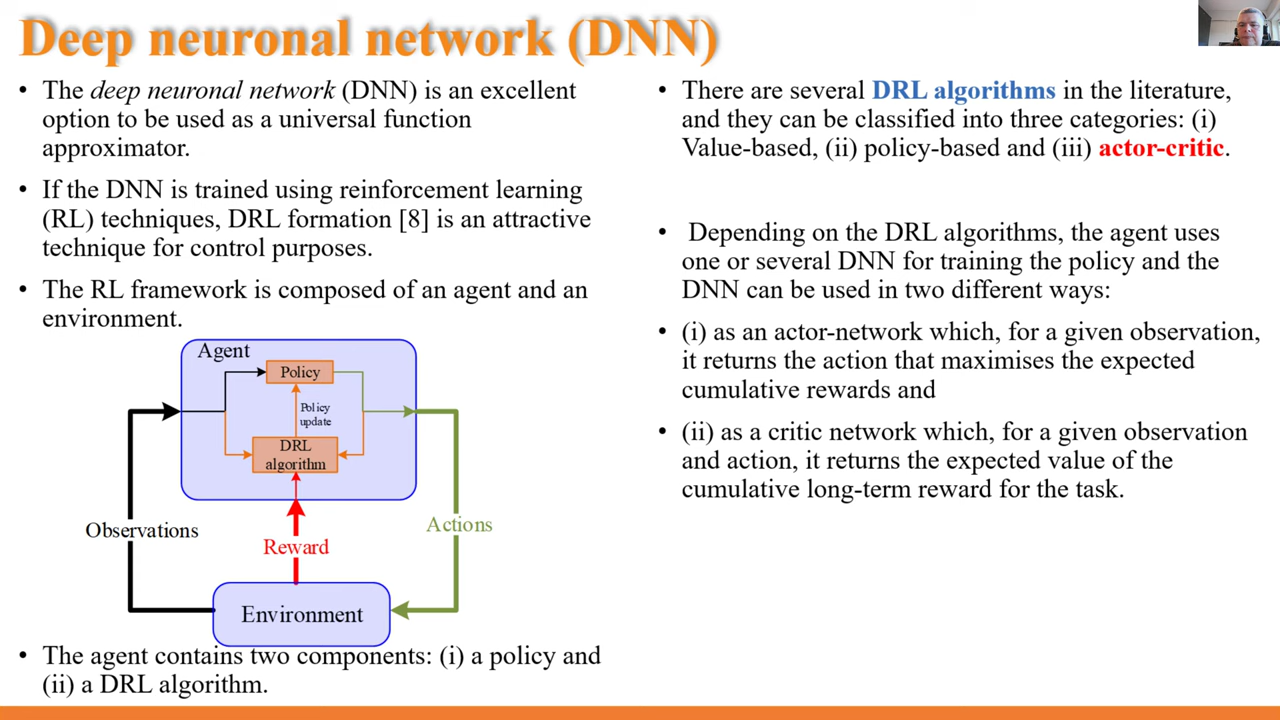 Deep neuronal network (DNN)
• The deep neuronal network (DNN) is an excellent
option to be used as a universal function
approximator.
• If the DNN is trained using reinforcement learning
(RL) techniques, DRL formation [8] is an attractive
technique for control purposes.
• The RL framework is composed of an agent and an
environment.
Agent
Policy
Policy
update
DRL
algorithm
Observations
Reward
Actions
Environment
• The agent contains two components: (i) a policy and
(ii) a DRL algorithm.
• There are several DRL algorithms in the literature,
and they can be classified into three categories: (i)
Value-based, (ii) policy-based and (iii) actor-critic.
• Depending on the DRL algorithms, the agent uses
one or several DNN for training the policy and the
DNN can be used in two different ways:
• (i) as an actor-network which, for a given observation,
it returns the action that maximises the expected
cumulative rewards and
• (ii) as a critic network which, for a given observation
and action, it returns the expected value of the
cumulative long-term reward for the task.